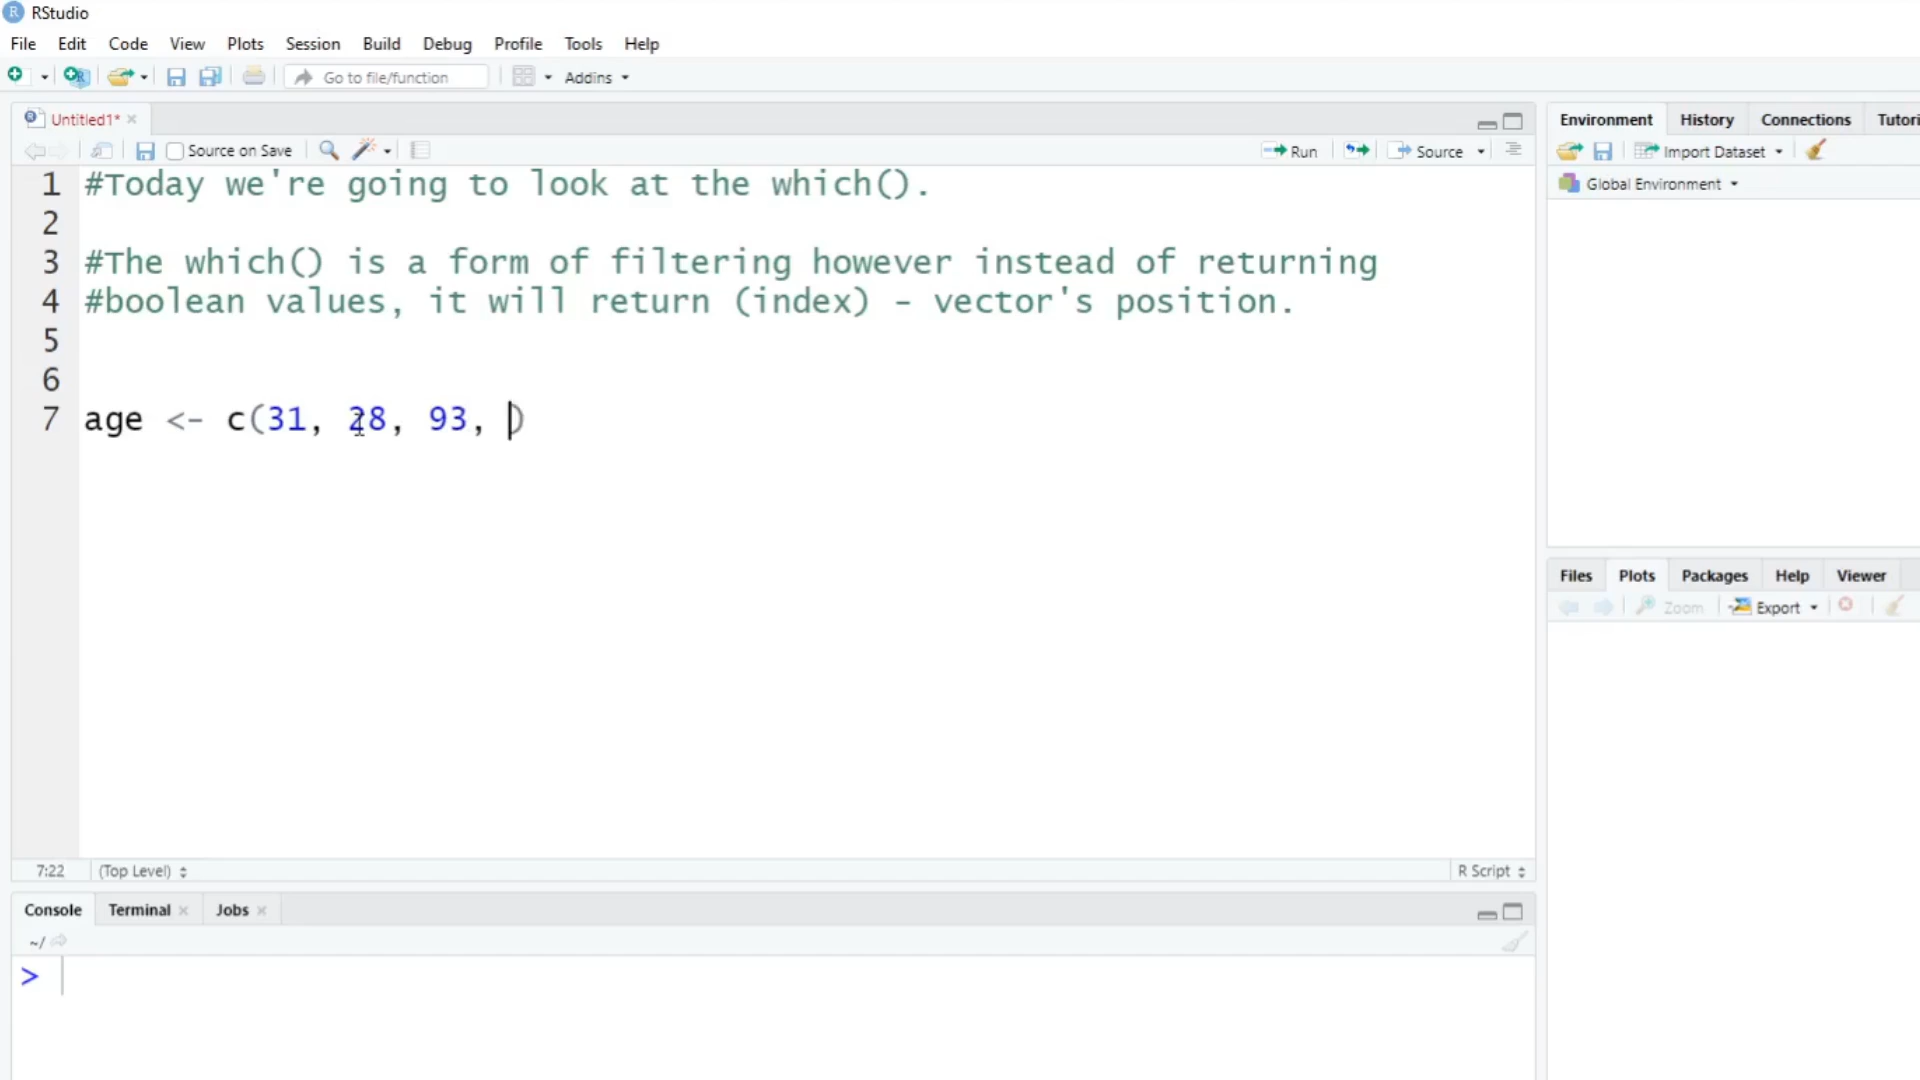 RStudio
File Edit Code View Plots Session Build Debug Profile Tools Help
Go to file/function Addins
Untitled1*
Source on Save Run Source
1 #Today we're going to look at the which().
2
3 #The which() is a form of filtering however instead of returning
4 #boolean values, it will return (index) - vector's position.
5
6
7 age <- c(31, 28, 93, )
7:22 (Top Level) R Script
Console Terminal Jobs
~/
>
Environment History Connections Tutori
Import Dataset
Global Environment
Files Plots Packages Help Viewer
Zoom Export